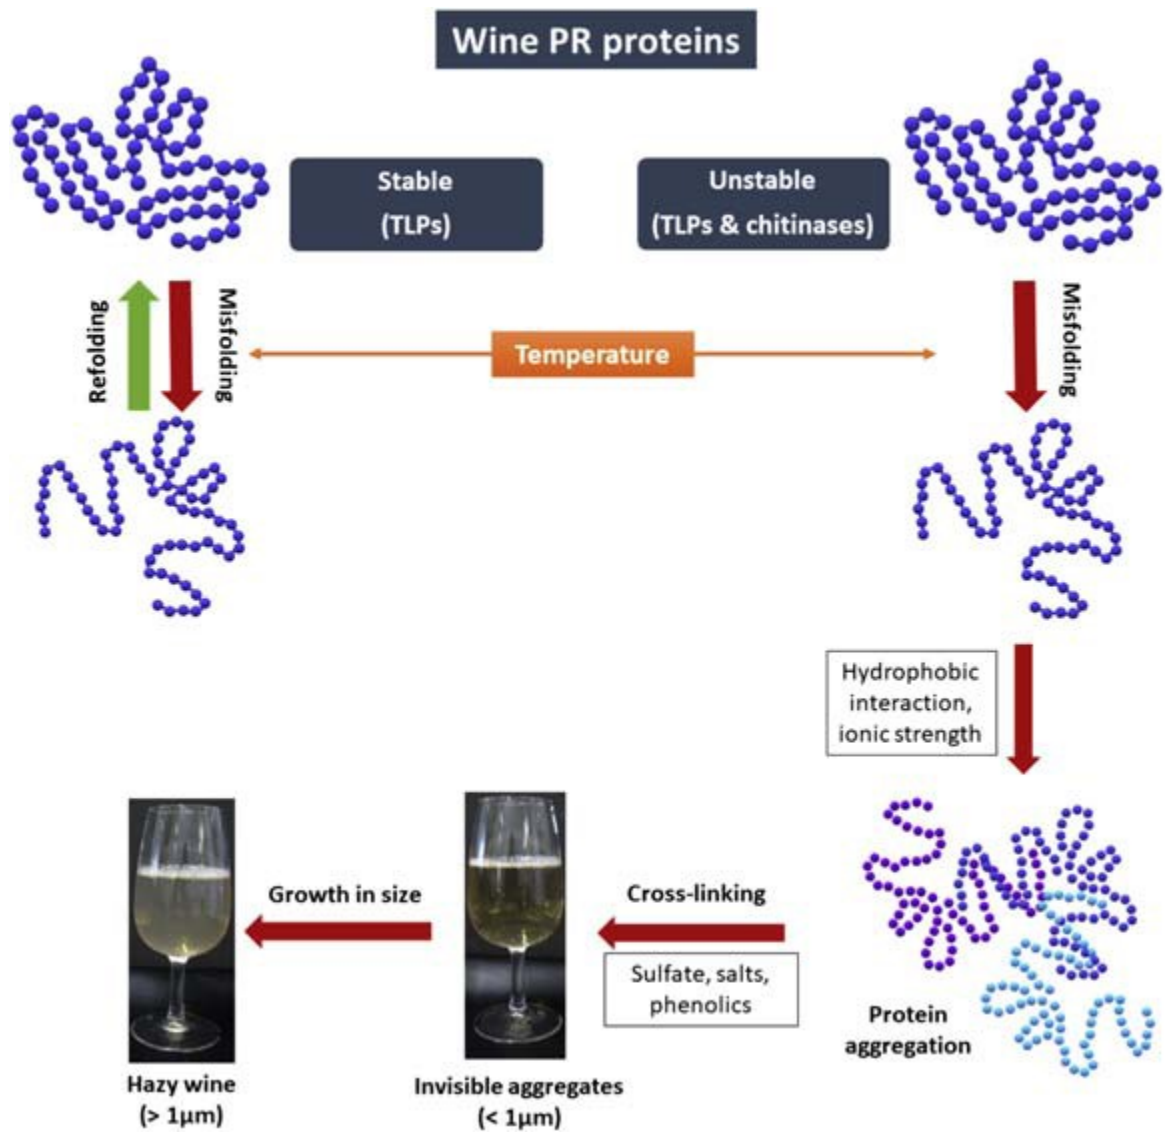 Wine PR proteins
Stable
(TLPs)
Unstable
(TLPs & chitinases)
Refolding
Misfolding
Temperature
Misfolding
Hydrophobic
interaction,
ionic strength
Growth in size
Cross-linking
Sulfate, salts,
phenolics
Protein
aggregation
Hazy wine
(> 1µm)
Invisible aggregates
(< 1µm)